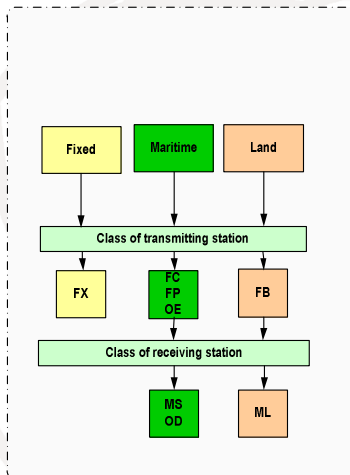 Fixed
Maritime
Land
Class of transmitting station
FX
FC
FP
OE
FB
Class of receiving station
MS
OD
ML